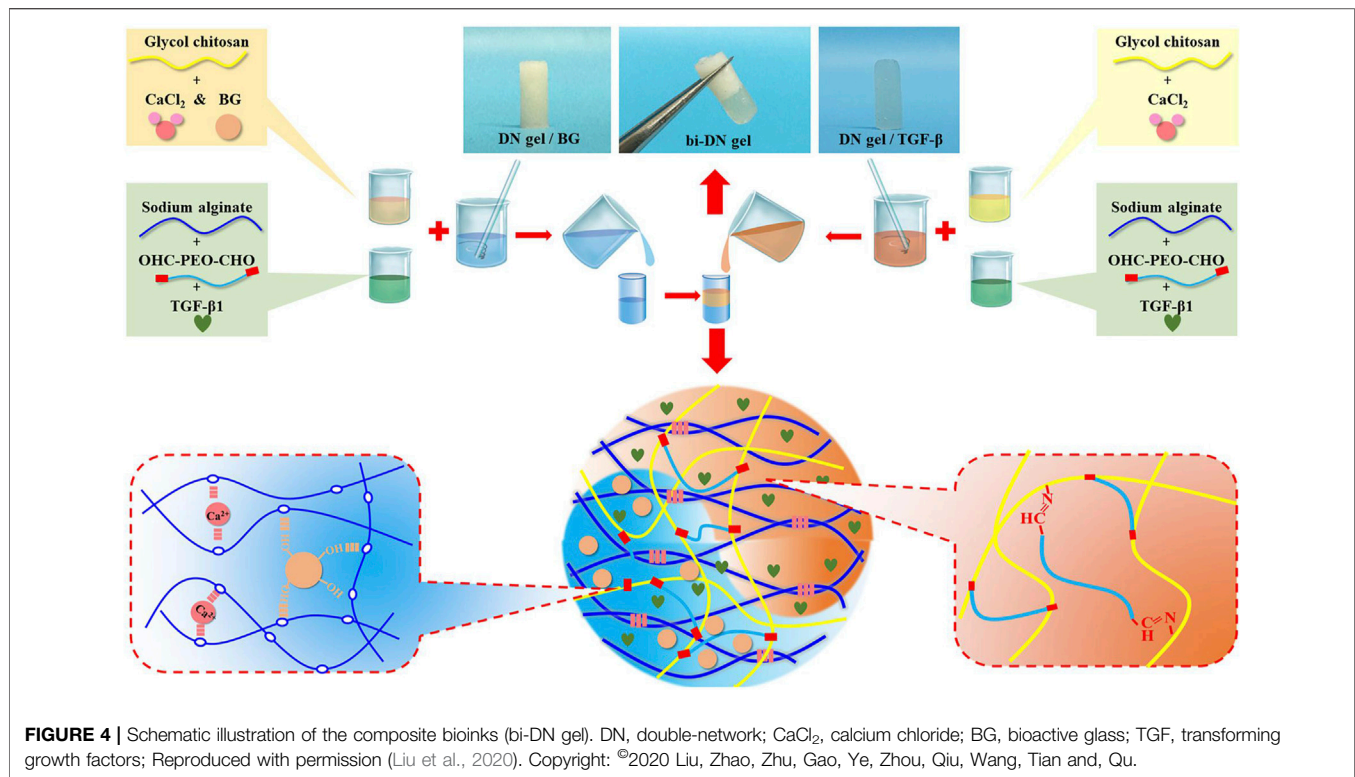 Glycol chitosan
+
CaCl₂ & BG
Sodium alginate
+
OHC-PEO-CHO
+
TGF-β1
DN gel / BG
bi-DN gel
DN gel / TGF-β
Glycol chitosan
+
CaCl₂
Sodium alginate
+
OHC-PEO-CHO
+
TGF-β1
+
+
Ca²⁺
Ca²⁺
HO
OH
OH
HO
N
HC
C=N
H
FIGURE 4 | Schematic illustration of the composite bioinks (bi-DN gel). DN, double-network; CaCl₂, calcium chloride; BG, bioactive glass; TGF, transforming
growth factors; Reproduced with permission (Liu et al., 2020). Copyright: ©2020 Liu, Zhao, Zhu, Gao, Ye, Zhou, Qiu, Wang, Tian and, Qu.